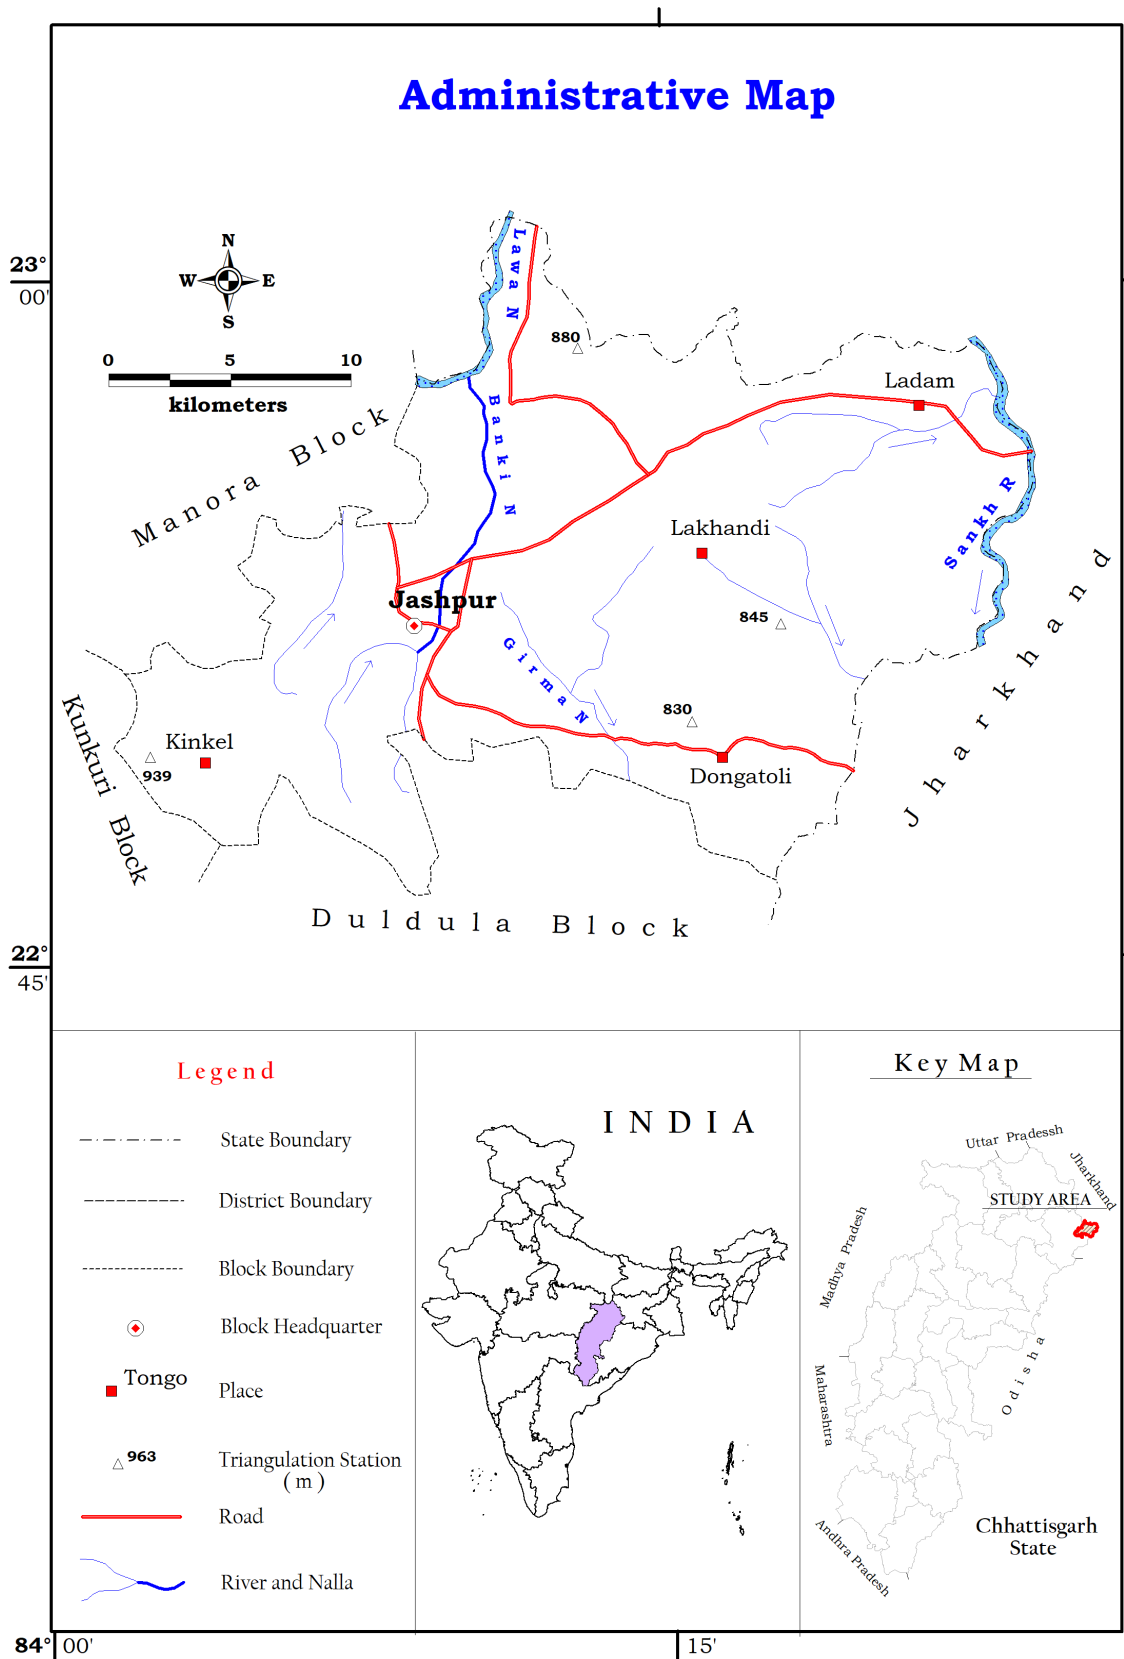 Administrative Map
23°
00'
N
W E
S
0 5 10
kilometers
Lawa N
880
Ladam
Manora Block
Banki N
Sankh R
Lakhandi
Jashpur
845
Girma N
Jharkhand
830
Kunkuri Block
Kinkel
939
Dongatoli
Duldula Block
22°
45'
Legend
State Boundary
District Boundary
Block Boundary
Block Headquarter
Tongo
Place
963
Triangulation Station
( m )
Road
River and Nalla
INDIA
Key Map
Uttar Pradessh
Jharkhand
STUDY AREA
Madhya Pradesh
Odisha
Maharashtra
Andhra Pradesh
Chhattisgarh
State
84° 00' 15'